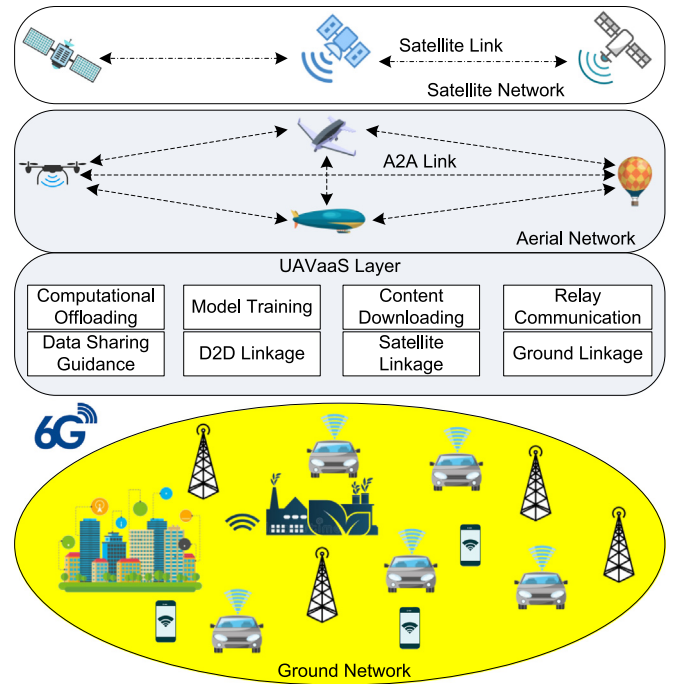 Satellite Link
Satellite Network
A2A Link
Aerial Network
UAVaaS Layer
Computational
Offloading
Model Training
Content
Downloading
Relay
Communication
Data Sharing
Guidance
D2D Linkage
Satellite
Linkage
Ground Linkage
6G
Ground Network